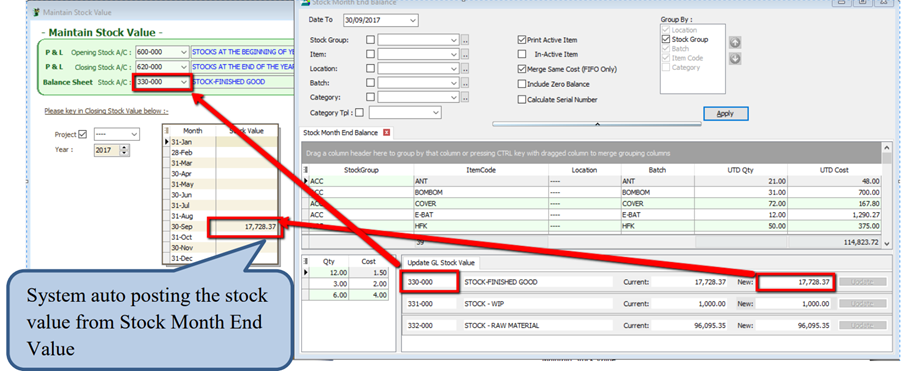 Maintain Stock Value
- Maintain Stock Value -
P & L Opening Stock A/C : 600-000 STOCKS AT THE BEGINNING OF YE
P & L Closing Stock A/C : 620-000 STOCKS AT THE END OF THE YEAR
Balance Sheet Stock A/C : 330-000 STOCK-FINISHED GOOD
Please key in Closing Stock Value below :-
Project ----
Year : 2017
Month Stock Value
31-Jan
28-Feb
31-Mar
30-Apr
31-May
30-Jun
31-Jul
31-Aug
30-Sep 17,728.37
31-Oct
30-Nov
31-Dec
System auto posting the stock
value from Stock Month End
Value
Stock Month End Balance
Date To 30/09/2017
Stock Group:
Item:
Location:
Batch:
Category:
Category Tpl :
Print Active Item
In-Active Item
Merge Same Cost (FIFO Only)
Include Zero Balance
Calculate Serial Number
Group By :
Location
Stock Group
Batch
Item Code
Category
Apply
Stock Month End Balance
Drag a column header here to group by that column or pressing CTRL key with dragged column to merge grouping columns
StockGroup ItemCode Location Batch UTD Qty UTD Cost
ACC ANT ---- ANT 21.00 48.00
ACC BOMBOM ---- BOMBOM 31.00 700.00
ACC COVER ---- COVER 72.00 167.80
ACC E-BAT ---- E-BAT 12.00 1,290.27
ACC HFK ---- HFK 50.00 375.00
39 114,823.72
Qty Cost
12.00 1.50
3.00 2.00
6.00 4.00
Update GL Stock Value
330-000 STOCK-FINISHED GOOD Current: 17,728.37 New: 17,728.37 Update
331-000 STOCK - WIP Current: 1,000.00 New: 1,000.00 Update
332-000 STOCK - RAW MATERIAL Current: 96,095.35 New: 96,095.35 Update